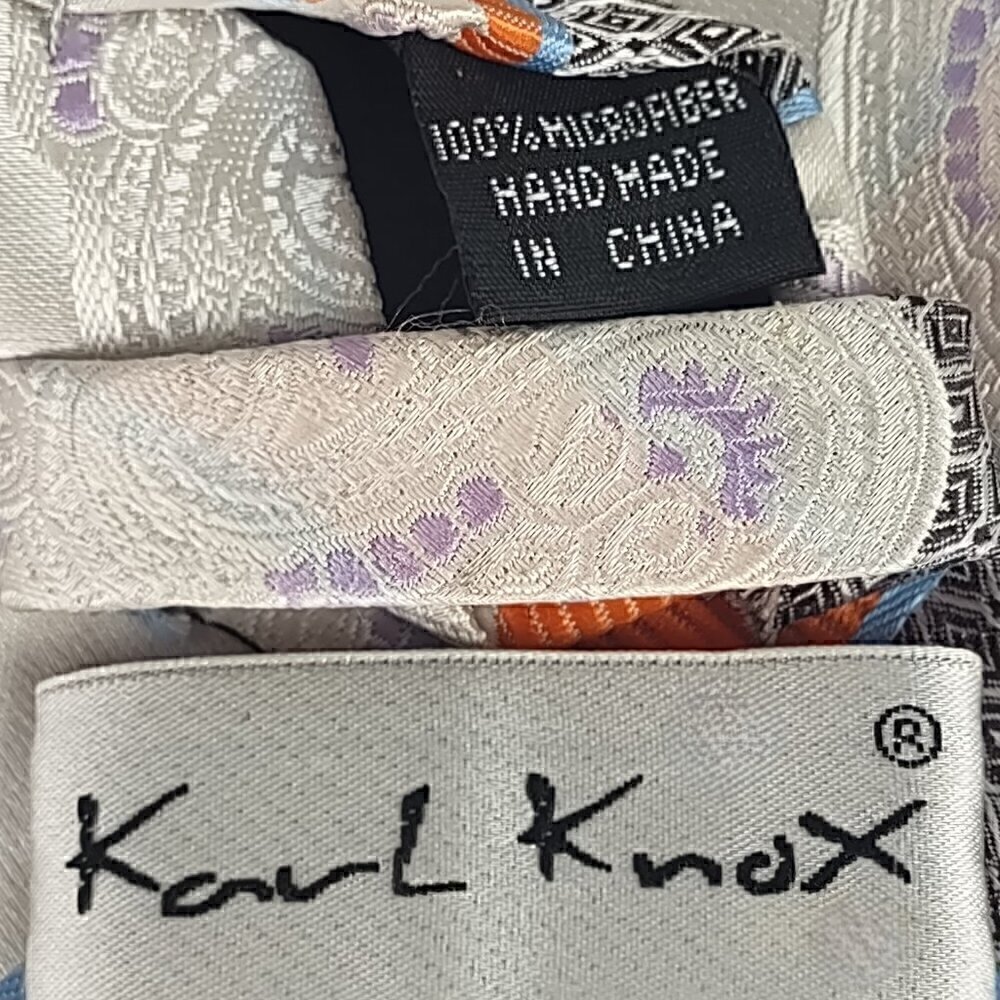 100% MICROFIBER
HAND MADE
IN CHINA
®
Karl Knox